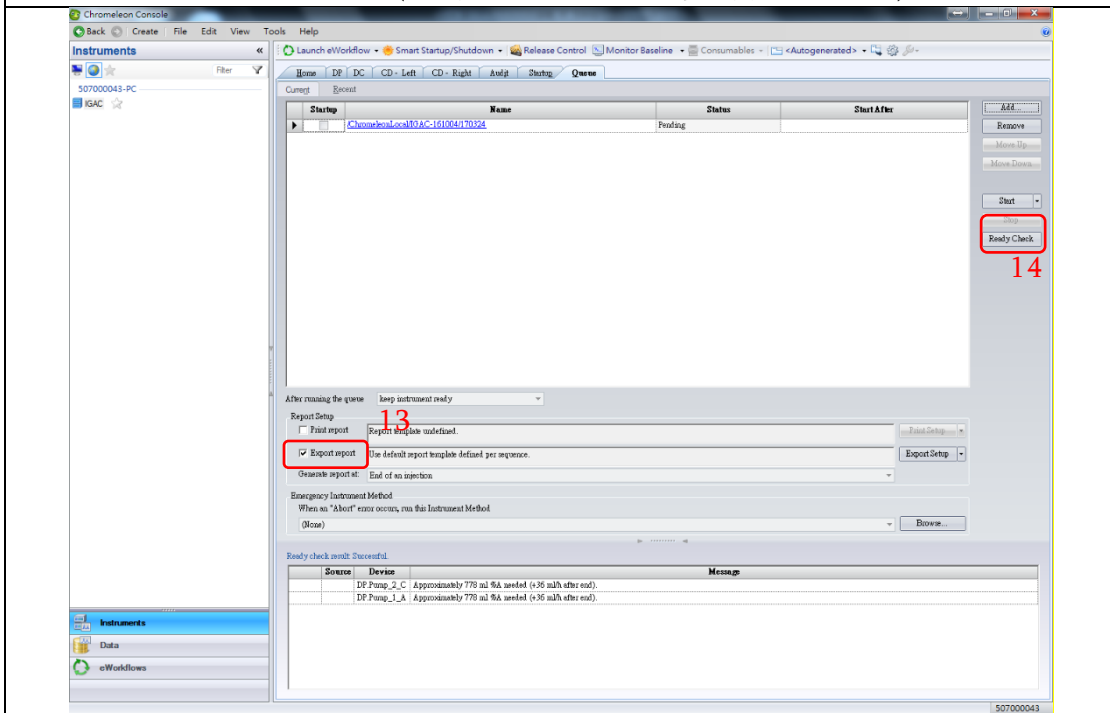 Chromeleon Console
Back Create File Edit View Tools Help
Instruments «
Launch eWorkflow Smart Startup/Shutdown Release Control Monitor Baseline Consumables <Autogenerated>
Filter
Home DP DC CD - Left CD - Right Audit Startup Queue
507000043-PC
Current Recent
IGAC
Startup Name Status Start After
Add...
/ChromeleonLocal/IGAC-161004/170324 Pending
Remove
Move Up
Move Down
Start
Stop
Ready Check
14
After running the queue keep instrument ready
Report Setup
13
Print report Report template undefined. Print Setup
Export report Use default report template defined per sequence. Export Setup
Generate report at: End of an injection
Emergency Instrument Method
When an "Abort" error occurs, run this Instrument Method
(None) Browse...
Ready check result: Successful.
Source Device Message
DP.Pump_2_C Approximately 778 ml %A needed (+36 ml/h after end).
DP.Pump_1_A Approximately 778 ml %A needed (+36 ml/h after end).
Instruments
Data
eWorkflows
507000043